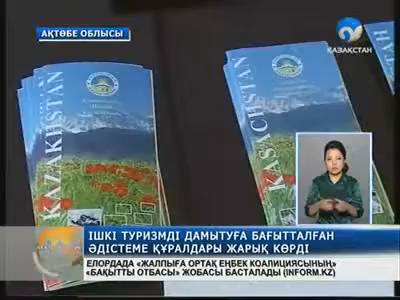 АҚТӨБЕ ОБЛЫСЫ
ҚАЗАҚСТАН
KAZAKHSTAN
KASACHSTAN
ІШКІ ТУРИЗМДІ ДАМЫТУҒА БАҒЫТТАЛҒАН
ӘДІСТЕМЕ ҚҰРАЛДАРЫ ЖАРЫҚ КӨРДІ
ЕЛОРДАДА «ЖАЛПЫҒА ОРТАҚ ЕҢБЕК КОАЛИЦИЯСЫНЫҢ»
«БАҚЫТТЫ ОТБАСЫ» ЖОБАСЫ БАСТАЛАДЫ (INFORM.KZ)